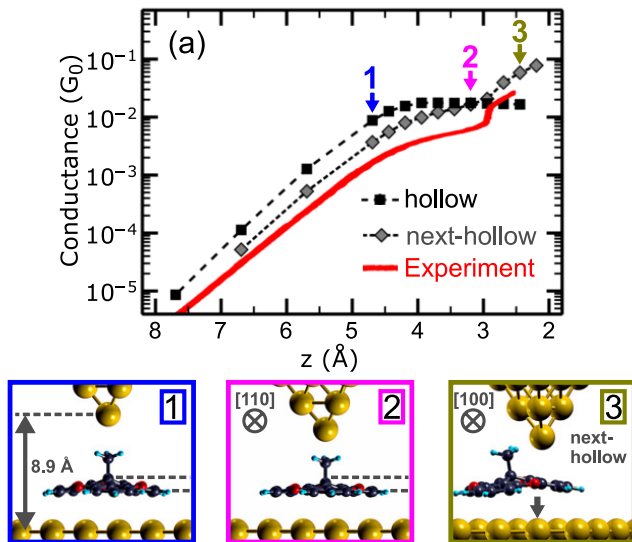 (a)
1
2
3
Conductance (G₀)
10⁻¹
10⁻²
10⁻³
10⁻⁴
10⁻⁵
hollow
next-hollow
Experiment
8 7 6 5 4 3 2
z (Å)
1
8.9 Å
[110]
2
[100]
3
next-
hollow